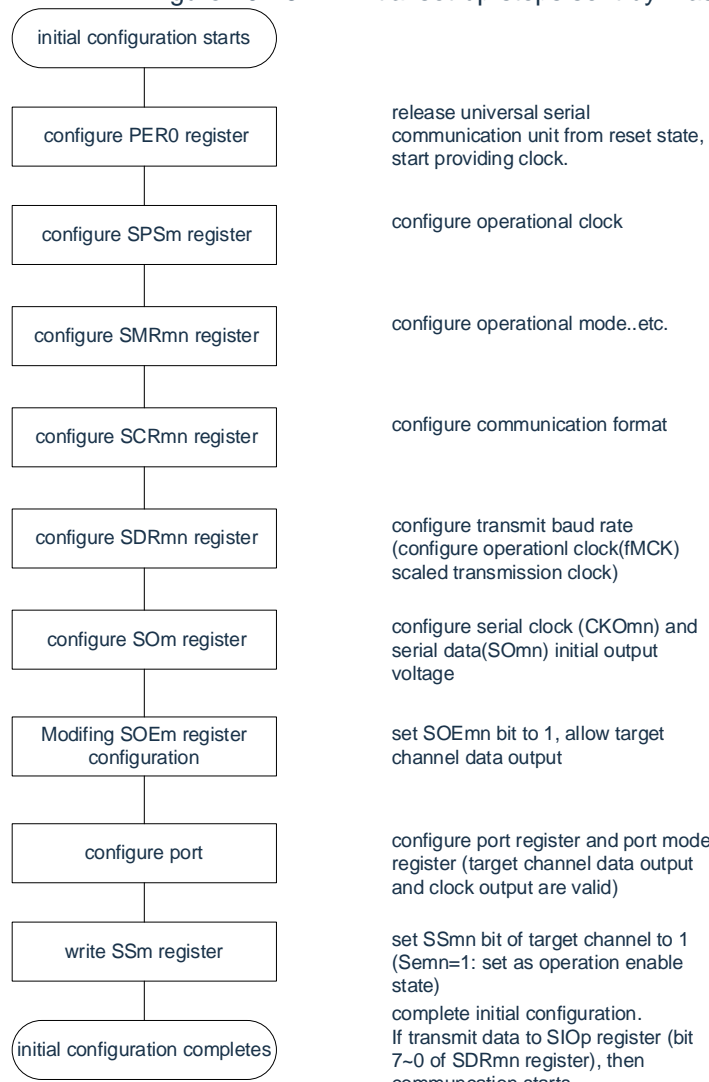 initial configuration starts
configure PER0 register
release universal serial
communication unit from reset state,
start providing clock.
configure SPSm register
configure operational clock
configure SMRmn register
configure operational mode..etc.
configure SCRmn register
configure communication format
configure SDRmn register
configure transmit baud rate
(configure operationl clock(fMCK)
scaled transmission clock)
configure SOm register
configure serial clock (CKOmn) and
serial data(SOmn) initial output
voltage
Modifing SOEm register
configuration
set SOEmn bit to 1, allow target
channel data output
configure port
configure port register and port mode
register (target channel data output
and clock output are valid)
write SSm register
set SSmn bit of target channel to 1
(Semn=1: set as operation enable
state)
initial configuration completes
complete initial configuration.
If transmit data to SIOp register (bit
7~0 of SDRmn register), then